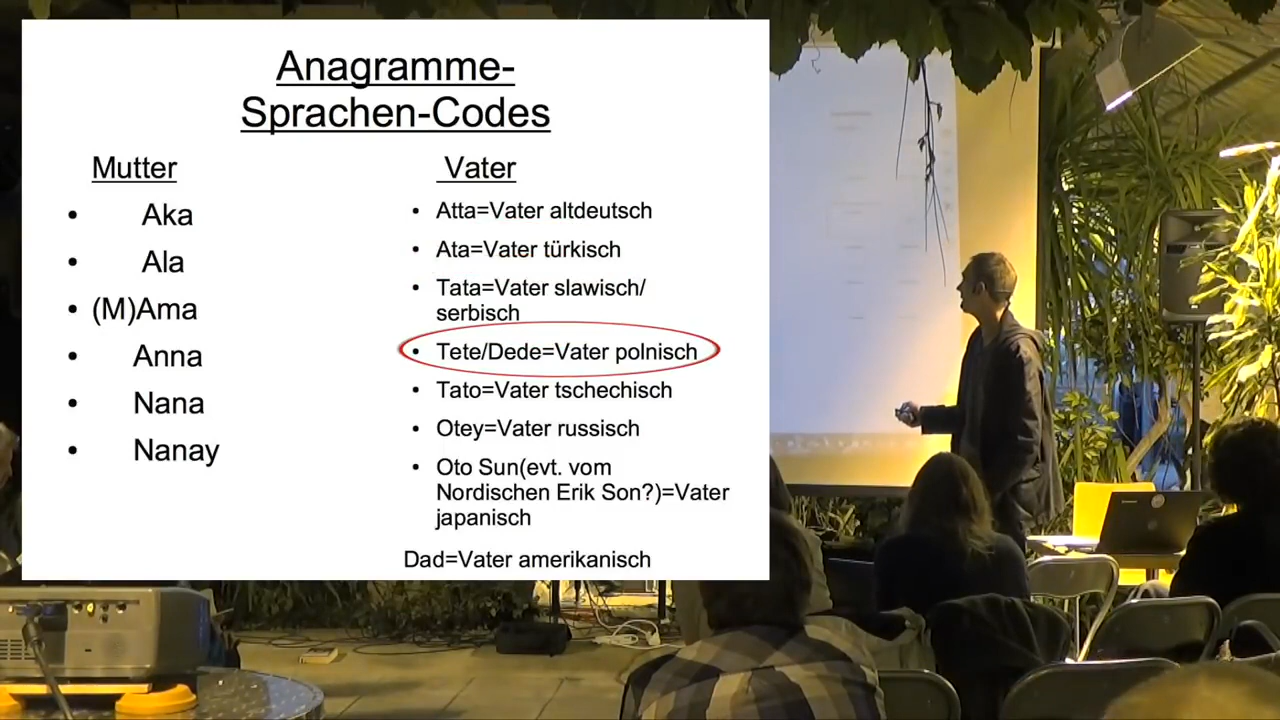 Anagramme-
Sprachen-Codes
Mutter
• Aka
• Ala
• (M)Ama
• Anna
• Nana
• Nanay
Vater
• Atta=Vater altdeutsch
• Ata=Vater türkisch
• Tata=Vater slawisch/
serbisch
• Tete/Dede=Vater polnisch
• Tato=Vater tschechisch
• Otey=Vater russisch
• Oto Sun(evt. vom
Nordischen Erik Son?)=Vater
japanisch
Dad=Vater amerikanisch